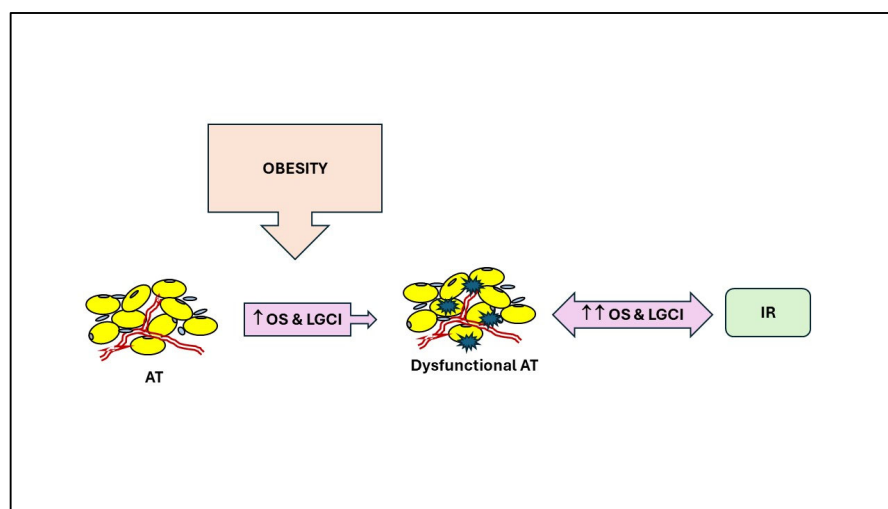 OBESITY
↑ OS & LGCI
↑↑ OS & LGCI
IR
AT
Dysfunctional AT